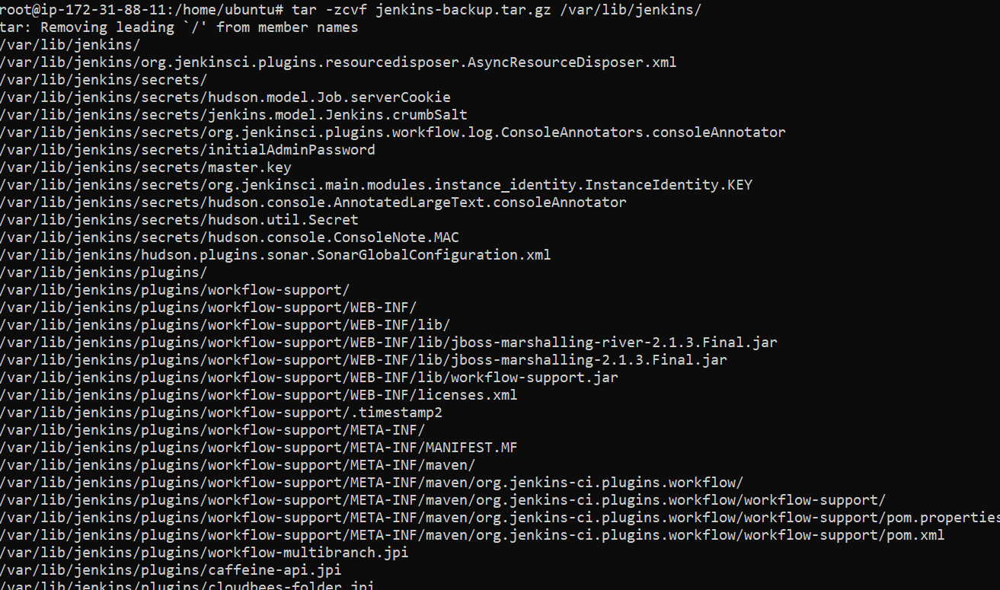 root@ip-172-31-88-11:/home/ubuntu# tar -zcvf jenkins-backup.tar.gz /var/lib/jenkins/
tar: Removing leading `/' from member names
/var/lib/jenkins/
/var/lib/jenkins/org.jenkinsci.plugins.resourcedisposer.AsyncResourceDisposer.xml
/var/lib/jenkins/secrets/
/var/lib/jenkins/secrets/hudson.model.Job.serverCookie
/var/lib/jenkins/secrets/jenkins.model.Jenkins.crumbSalt
/var/lib/jenkins/secrets/org.jenkinsci.plugins.workflow.log.ConsoleAnnotators.consoleAnnotator
/var/lib/jenkins/secrets/initialAdminPassword
/var/lib/jenkins/secrets/master.key
/var/lib/jenkins/secrets/org.jenkinsci.main.modules.instance_identity.InstanceIdentity.KEY
/var/lib/jenkins/secrets/hudson.console.AnnotatedLargeText.consoleAnnotator
/var/lib/jenkins/secrets/hudson.util.Secret
/var/lib/jenkins/secrets/hudson.console.ConsoleNote.MAC
/var/lib/jenkins/hudson.plugins.sonar.SonarGlobalConfiguration.xml
/var/lib/jenkins/plugins/
/var/lib/jenkins/plugins/workflow-support/
/var/lib/jenkins/plugins/workflow-support/WEB-INF/
/var/lib/jenkins/plugins/workflow-support/WEB-INF/lib/
/var/lib/jenkins/plugins/workflow-support/WEB-INF/lib/jboss-marshalling-river-2.1.3.Final.jar
/var/lib/jenkins/plugins/workflow-support/WEB-INF/lib/jboss-marshalling-2.1.3.Final.jar
/var/lib/jenkins/plugins/workflow-support/WEB-INF/lib/workflow-support.jar
/var/lib/jenkins/plugins/workflow-support/WEB-INF/licenses.xml
/var/lib/jenkins/plugins/workflow-support/.timestamp2
/var/lib/jenkins/plugins/workflow-support/META-INF/
/var/lib/jenkins/plugins/workflow-support/META-INF/MANIFEST.MF
/var/lib/jenkins/plugins/workflow-support/META-INF/maven/
/var/lib/jenkins/plugins/workflow-support/META-INF/maven/org.jenkins-ci.plugins.workflow/
/var/lib/jenkins/plugins/workflow-support/META-INF/maven/org.jenkins-ci.plugins.workflow/workflow-support/
/var/lib/jenkins/plugins/workflow-support/META-INF/maven/org.jenkins-ci.plugins.workflow/workflow-support/pom.properties
/var/lib/jenkins/plugins/workflow-support/META-INF/maven/org.jenkins-ci.plugins.workflow/workflow-support/pom.xml
/var/lib/jenkins/plugins/workflow-multibranch.jpi
/var/lib/jenkins/plugins/caffeine-api.jpi
/var/lib/jenkins/plugins/cloudbees-folder.jpi